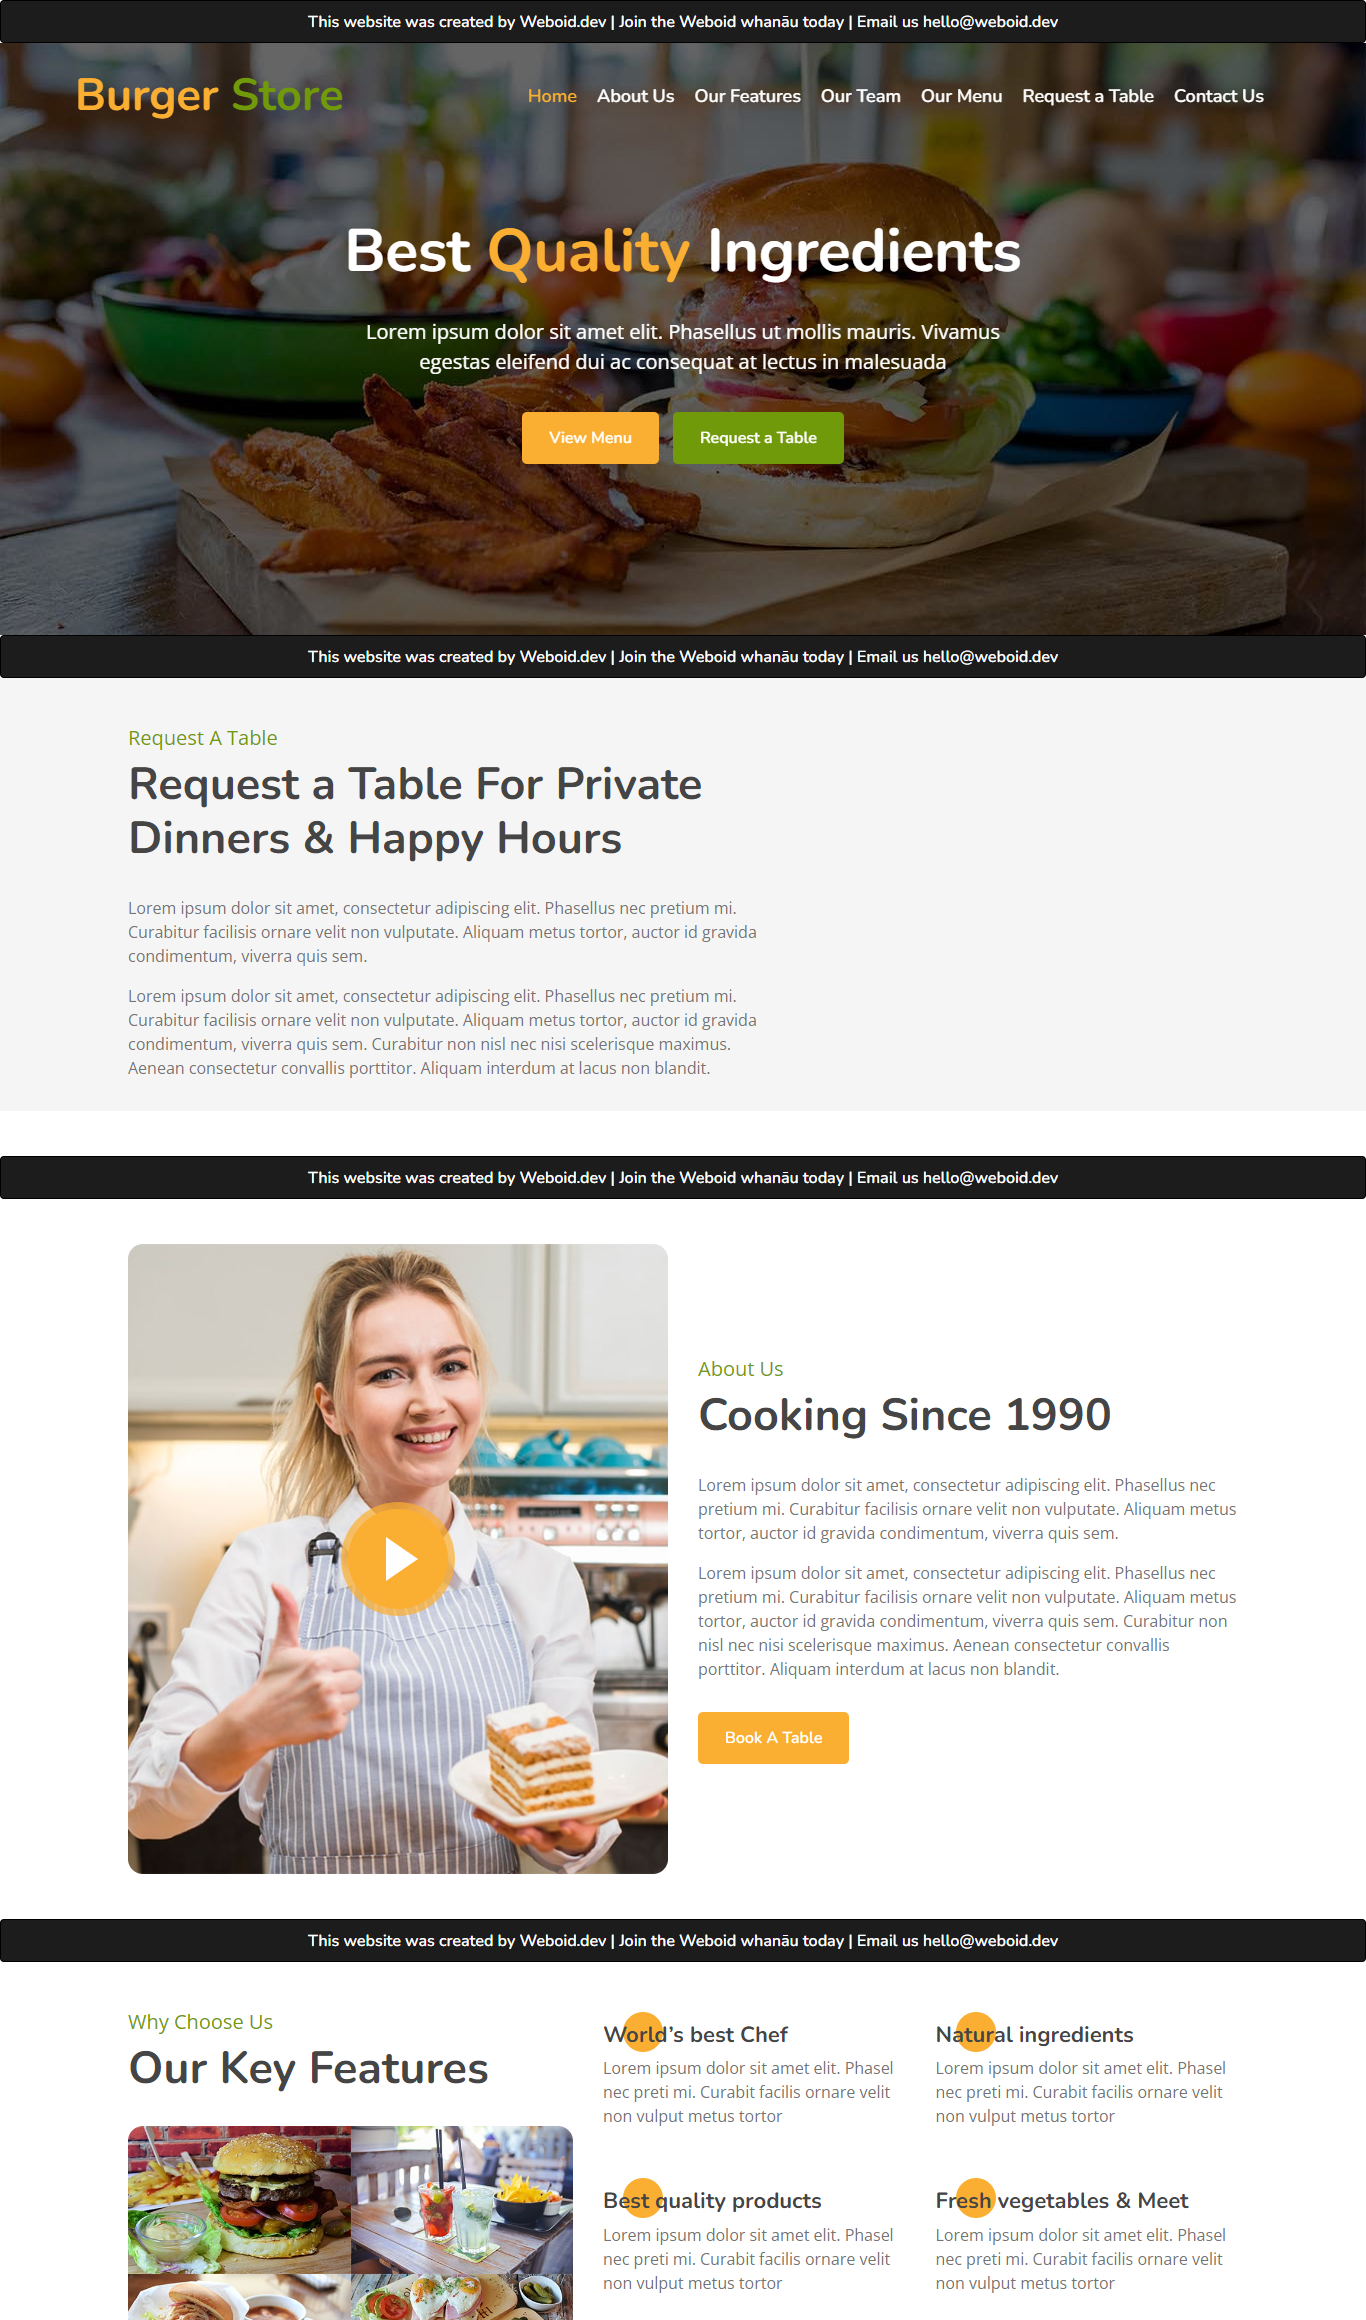 This website was created by Weboid.dev | Join the Weboid whanāu today | Email us hello@weboid.dev
Burger Store
Home About Us Our Features Our Team Our Menu Request a Table Contact Us
Best Quality Ingredients
Lorem ipsum dolor sit amet elit. Phasellus ut mollis mauris. Vivamus
egestas eleifend dui ac consequat at lectus in malesuada
View Menu
Request a Table
This website was created by Weboid.dev | Join the Weboid whanāu today | Email us hello@weboid.dev
Request A Table
Request a Table For Private
Dinners & Happy Hours
Lorem ipsum dolor sit amet, consectetur adipiscing elit. Phasellus nec pretium mi.
Curabitur facilisis ornare velit non vulputate. Aliquam metus tortor, auctor id gravida
condimentum, viverra quis sem.
Lorem ipsum dolor sit amet, consectetur adipiscing elit. Phasellus nec pretium mi.
Curabitur facilisis ornare velit non vulputate. Aliquam metus tortor, auctor id gravida
condimentum, viverra quis sem. Curabitur non nisl nec nisi scelerisque maximus.
Aenean consectetur convallis porttitor. Aliquam interdum at lacus non blandit.
This website was created by Weboid.dev | Join the Weboid whanāu today | Email us hello@weboid.dev
About Us
Cooking Since 1990
Lorem ipsum dolor sit amet, consectetur adipiscing elit. Phasellus nec
pretium mi. Curabitur facilisis ornare velit non vulputate. Aliquam metus
tortor, auctor id gravida condimentum, viverra quis sem.
Lorem ipsum dolor sit amet, consectetur adipiscing elit. Phasellus nec
pretium mi. Curabitur facilisis ornare velit non vulputate. Aliquam metus
tortor, auctor id gravida condimentum, viverra quis sem. Curabitur non
nisl nec nisi scelerisque maximus. Aenean consectetur convallis
porttitor. Aliquam interdum at lacus non blandit.
Book A Table
This website was created by Weboid.dev | Join the Weboid whanāu today | Email us hello@weboid.dev
Why Choose Us
Our Key Features
World’s best Chef
Lorem ipsum dolor sit amet elit. Phasel
nec preti mi. Curabit facilis ornare velit
non vulput metus tortor
Natural ingredients
Lorem ipsum dolor sit amet elit. Phasel
nec preti mi. Curabit facilis ornare velit
non vulput metus tortor
Best quality products
Lorem ipsum dolor sit amet elit. Phasel
nec preti mi. Curabit facilis ornare velit
non vulput metus tortor
Fresh vegetables & Meet
Lorem ipsum dolor sit amet elit. Phasel
nec preti mi. Curabit facilis ornare velit
non vulput metus tortor